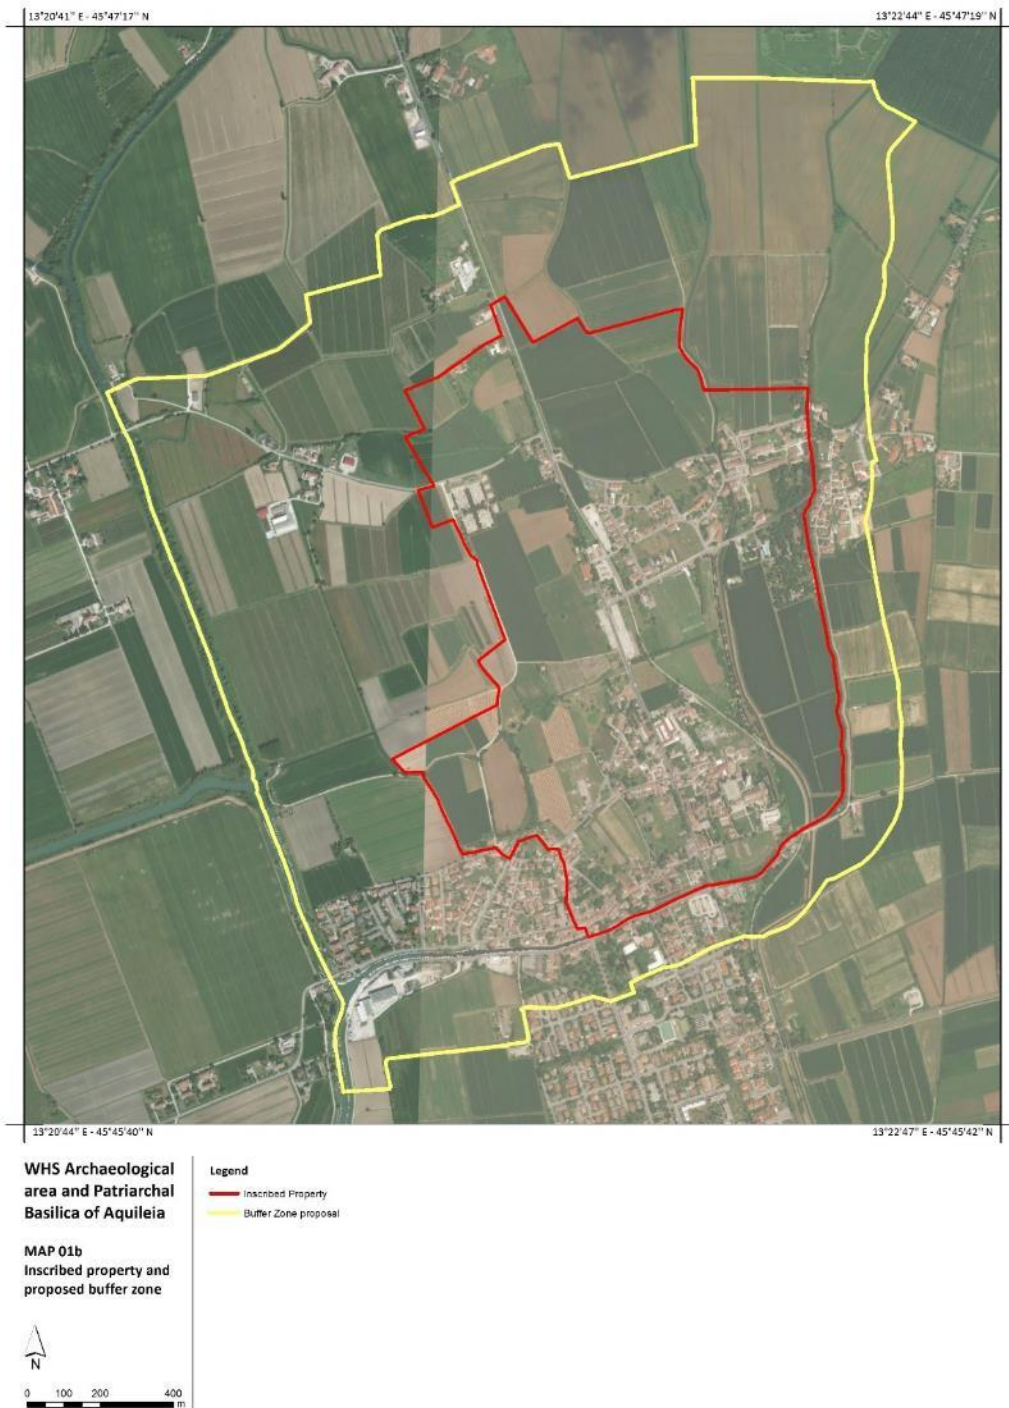 13°20'41" E - 45°47'17" N
13°22'44" E - 45°47'19" N
13°20'44" E - 45°45'40" N
13°22'47" E - 45°45'42" N
WHS Archaeological
area and Patriarchal
Basilica of Aquileia
MAP 01b
Inscribed property and
proposed buffer zone
N
0 100 200 400
m
Legend
Inscribed Property
Buffer Zone proposal